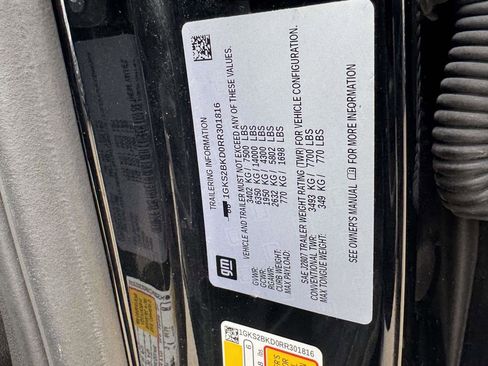 TRAILERING INFORMATION
1GKS2BKD0RR301816
VEHICLE AND TRAILER MUST NOT EXCEED ANY OF THESE VALUES.
GVWR: 3402 KG / 7500 LBS
GCWR: 6350 KG / 14000 LBS
RGAWR: 1950 KG / 4300 LBS
CURB WEIGHT: 2632 KG / 5802 LBS
MAX PAYLOAD: 770 KG / 1698 LBS
SAE J2807 TRAILER WEIGHT RATING (TWR) FOR VEHICLE CONFIGURATION.
CONVENTIONAL TWR: 3493 KG / 7700 LBS
MAX TONGUE WEIGHT: 349 KG / 770 LBS
SEE OWNER'S MANUAL FOR MORE INFORMATION
gm
1GKS2BKD0RR301816